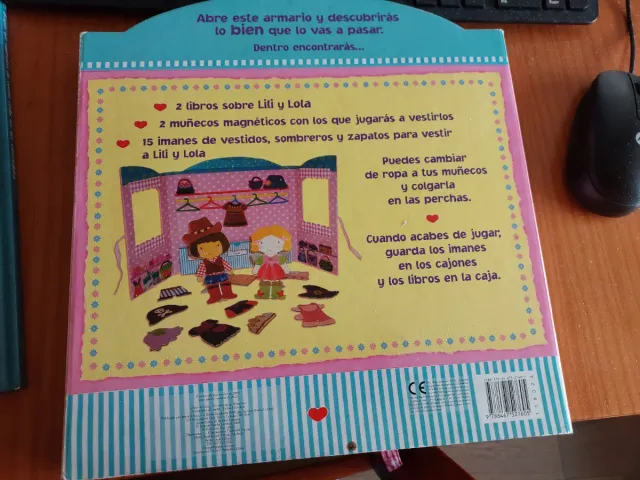 Abre este armario y descubrirás
lo bien que lo vas a pasar.
Dentro encontrarás...
2 libros sobre Lili y Lola
2 muñecos magnéticos con los que jugarás a vestirlos
15 imanes de vestidos, sombreros y zapatos para vestir
a Lili y Lola
Puedes cambiar
de ropa a tus muñecos
y colgarla
en las perchas.
Cuando acabes de jugar,
guarda los imanes
en los cajones
y los libros en la caja.
CE